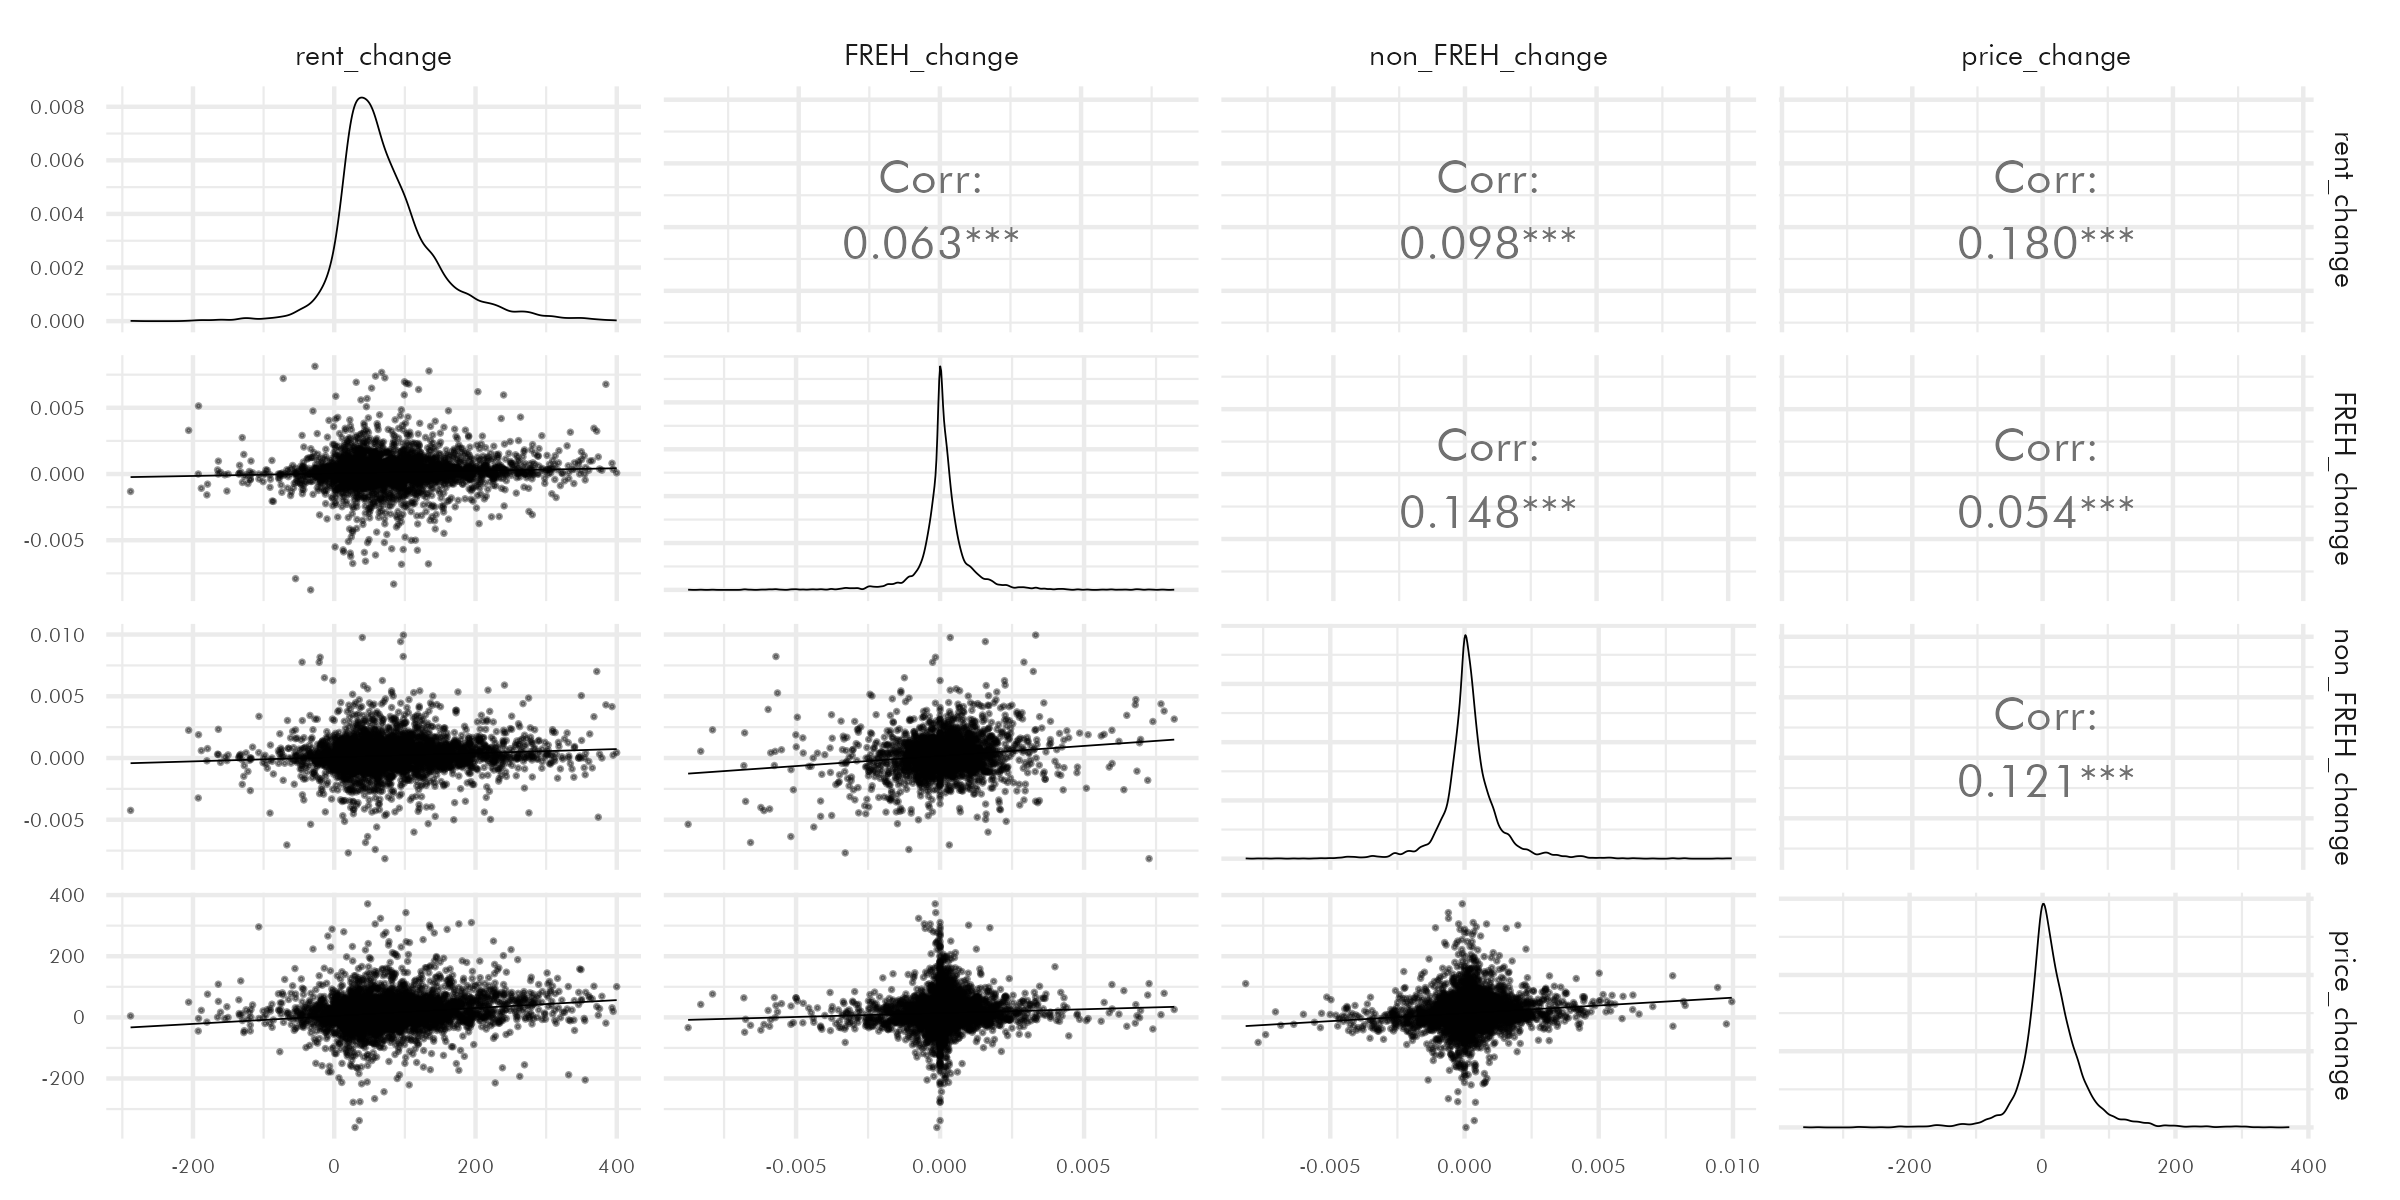 rent_change FREH_change non_FREH_change price_change
0.008
0.006
0.004
0.002
0.000
Corr:
0.063***
Corr:
0.098***
Corr:
0.180***
rent_change
0.005
0.000
-0.005
Corr:
0.148***
Corr:
0.054***
FREH_change
0.010
0.005
0.000
-0.005
Corr:
0.121***
non_FREH_change
400
200
0
-200
price_change
-200 0 200 400
-0.005 0.000 0.005
-0.005 0.000 0.005 0.010
-200 0 200 400